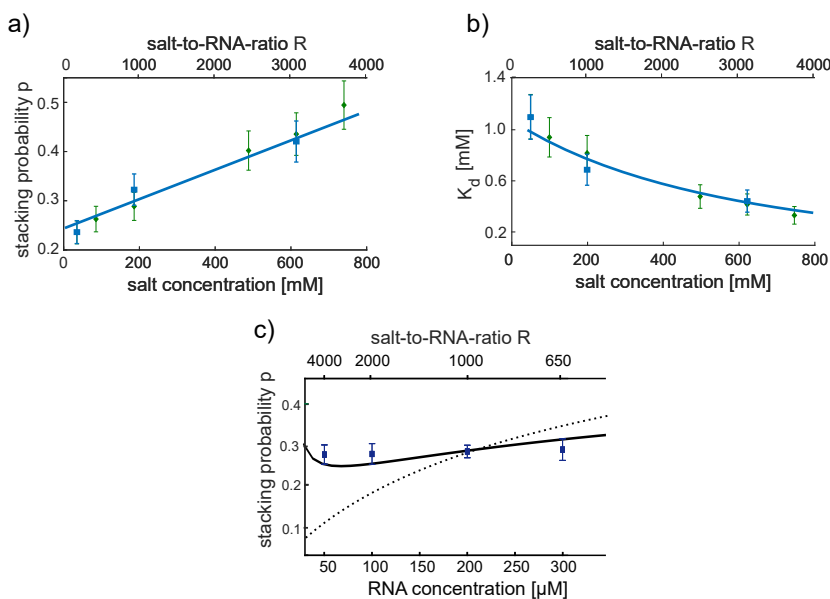 a)
salt-to-RNA-ratio R
0 1000 2000 3000 4000
stacking probability p
0.5
0.4
0.3
0.2
0 200 400 600 800
salt concentration [mM]
b)
salt-to-RNA-ratio R
0 1000 2000 3000 4000
K_d [mM]
1.4
1.0
0.6
0.2
0 200 400 600 800
salt concentration [mM]
c)
salt-to-RNA-ratio R
4000 2000 1000 650
stacking probability p
0.4
0.3
0.2
0.1
50 100 150 200 250 300
RNA concentration [µM]